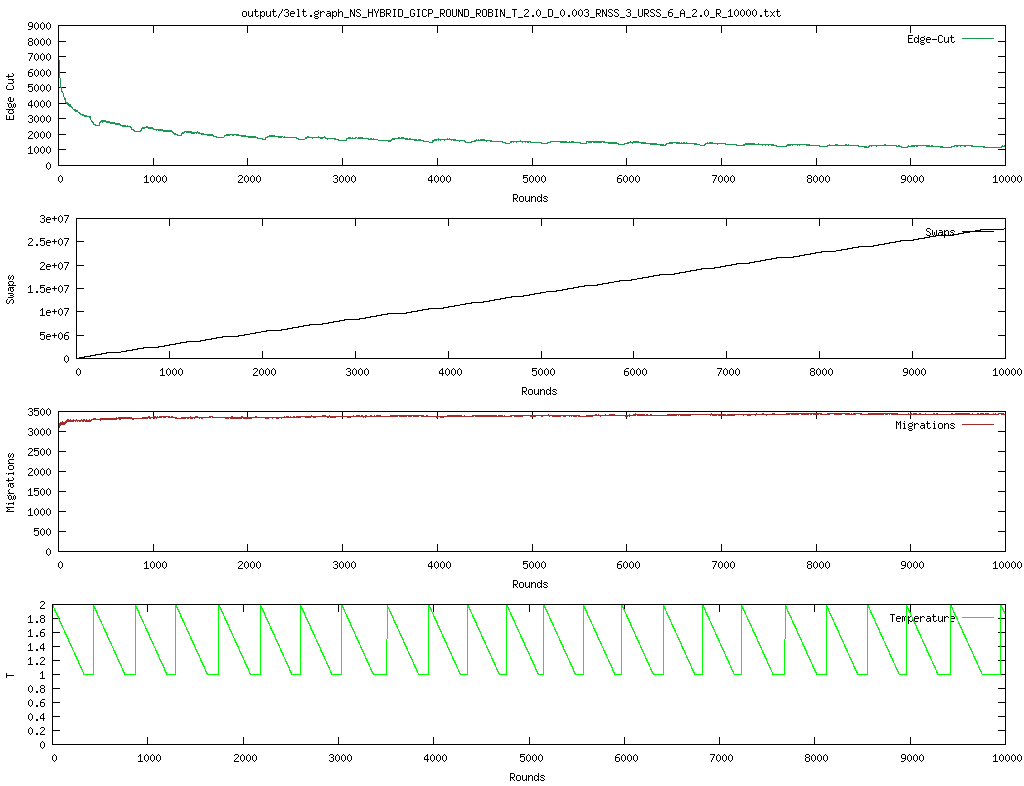 output/3elt.graph_NS_HYBRID_GICP_ROUND_ROBIN_T_2.0_D_0.003_RNSS_3_URSS_6_A_2.0_R_10000.txt
9000
8000
7000
6000
5000
4000
3000
2000
1000
0
Edge Cut
Edge-Cut
0 1000 2000 3000 4000 5000 6000 7000 8000 9000 10000
Rounds
3e+07
2.5e+07
2e+07
1.5e+07
1e+07
5e+06
0
Swaps
Swaps
0 1000 2000 3000 4000 5000 6000 7000 8000 9000 10000
Rounds
3500
3000
2500
2000
1500
1000
500
0
Migrations
Migrations
0 1000 2000 3000 4000 5000 6000 7000 8000 9000 10000
Rounds
2
1.8
1.6
1.4
1.2
1
0.8
0.6
0.4
0.2
0
T
Temperature
0 1000 2000 3000 4000 5000 6000 7000 8000 9000 10000
Rounds